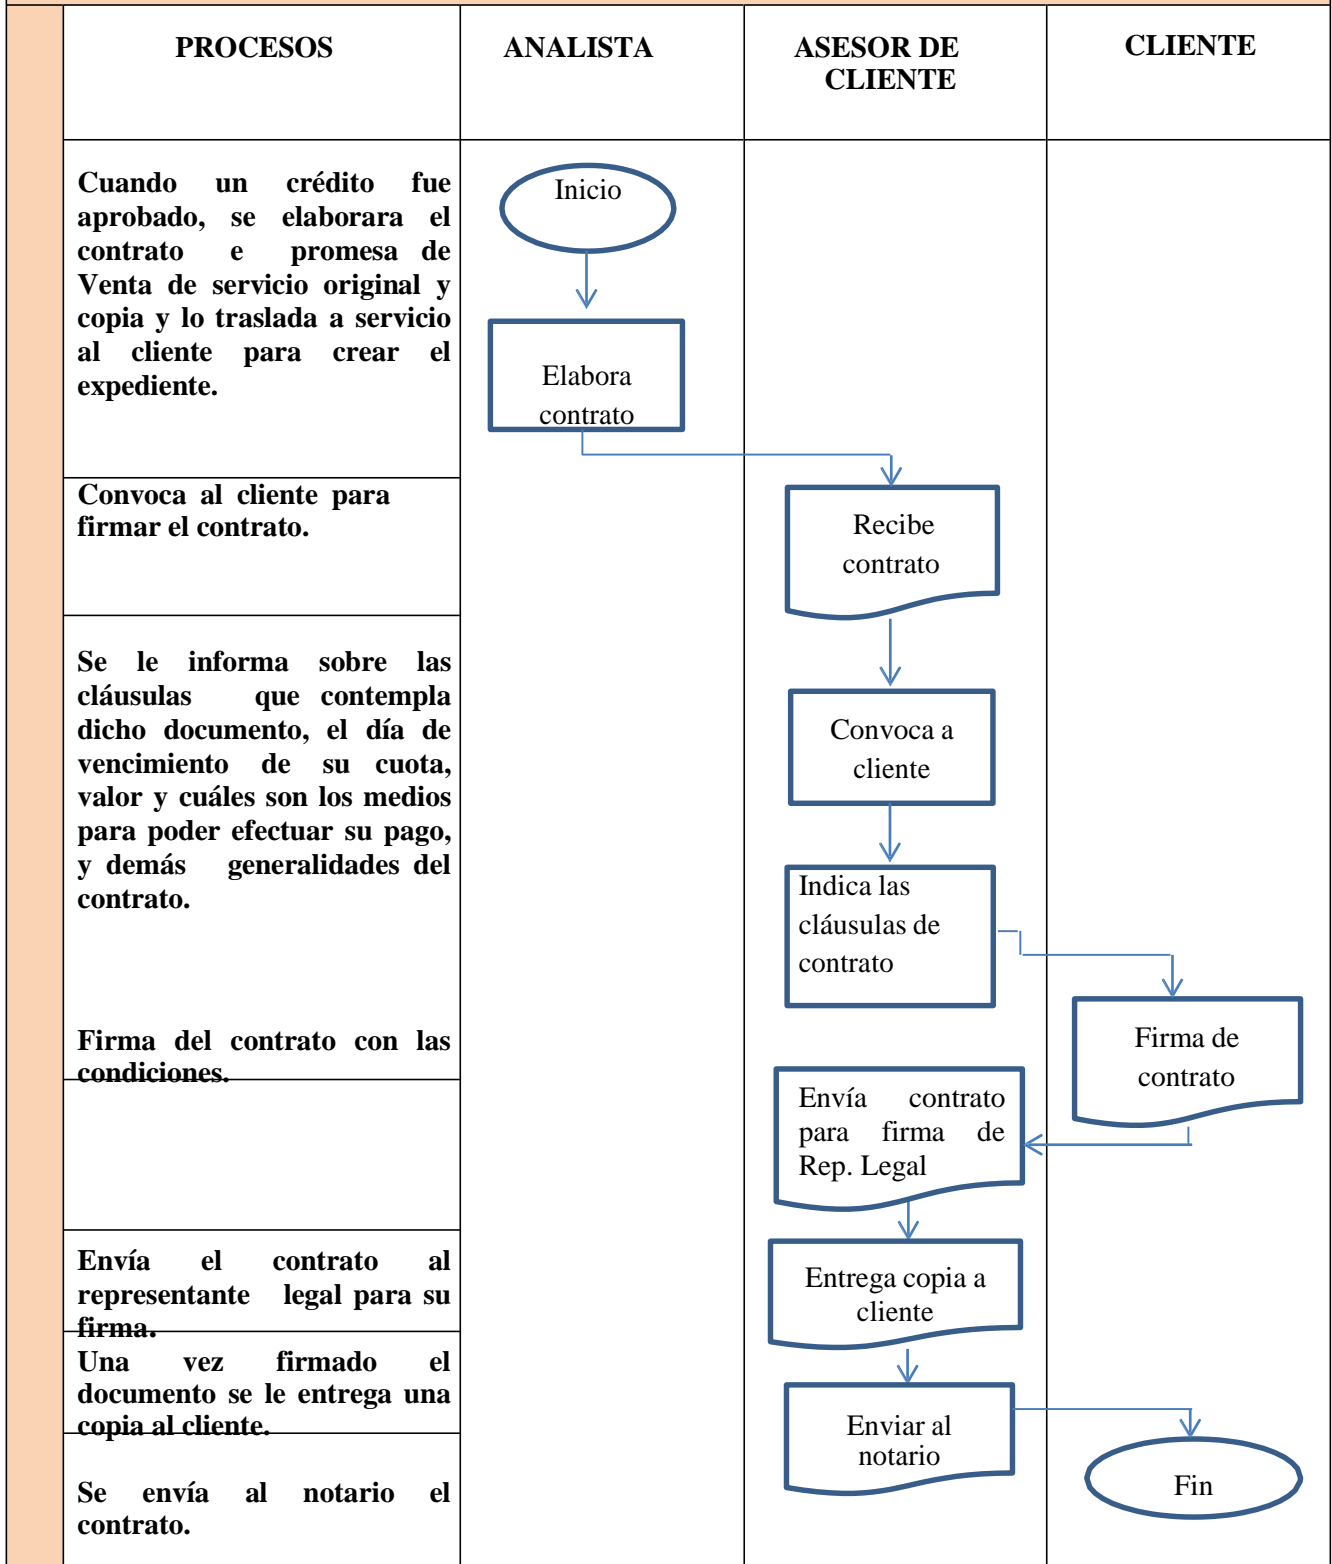 PROCESOS
ANALISTA
ASESOR DE
CLIENTE
CLIENTE
Cuando un crédito fue
aprobado, se elaborara el
contrato e promesa de
Venta de servicio original y
copia y lo traslada a servicio
al cliente para crear el
expediente.
Inicio
Elabora
contrato
Convoca al cliente para
firmar el contrato.
Recibe
contrato
Se le informa sobre las
cláusulas que contempla
dicho documento, el día de
vencimiento de su cuota,
valor y cuáles son los medios
para poder efectuar su pago,
y demás generalidades del
contrato.
Convoca a
cliente
Indica las
cláusulas de
contrato
Firma del contrato con las
condiciones.
Firma de
contrato
Envía contrato
para firma de
Rep. Legal
Envía el contrato al
representante legal para su
firma.
Entrega copia a
cliente
Una vez firmado el
documento se le entrega una
copia al cliente.
Enviar al
notario
Se envía al notario el
contrato.
Fin